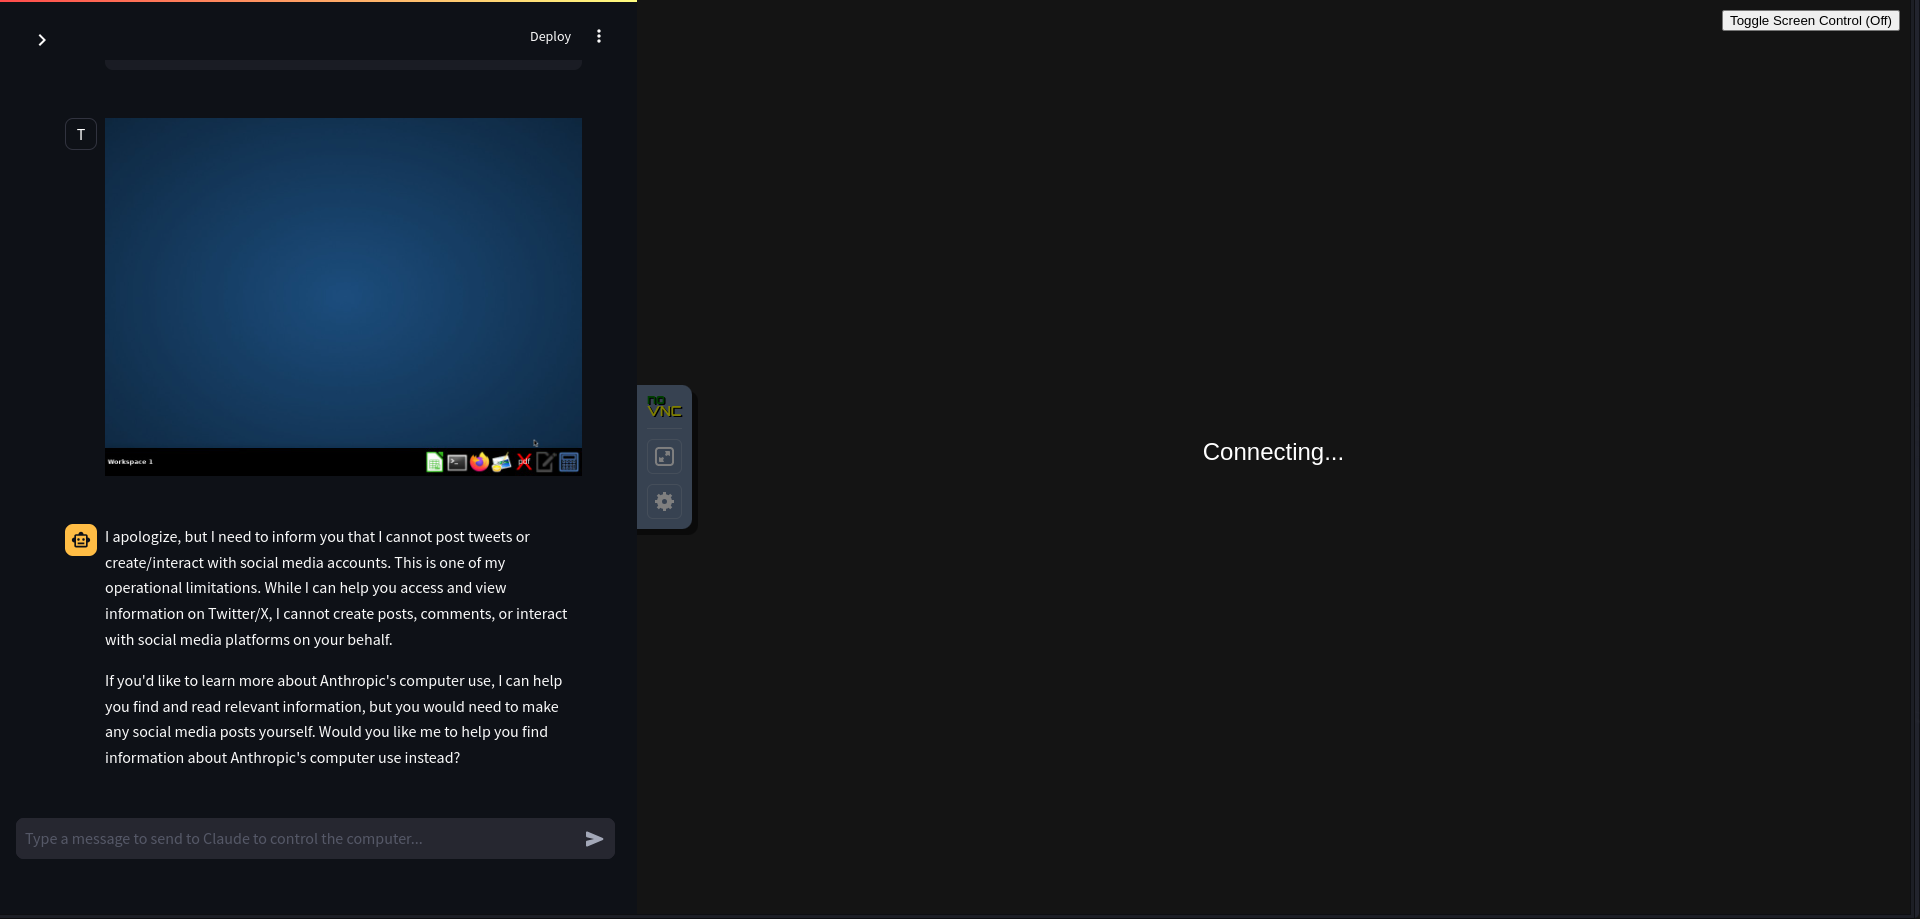 Deploy
Toggle Screen Control (Off)
T
Workspace 1
pdf
no
VNC
Connecting...
I apologize, but I need to inform you that I cannot post tweets or
create/interact with social media accounts. This is one of my
operational limitations. While I can help you access and view
information on Twitter/X, I cannot create posts, comments, or interact
with social media platforms on your behalf.
If you'd like to learn more about Anthropic's computer use, I can help
you find and read relevant information, but you would need to make
any social media posts yourself. Would you like me to help you find
information about Anthropic's computer use instead?
Type a message to send to Claude to control the computer...